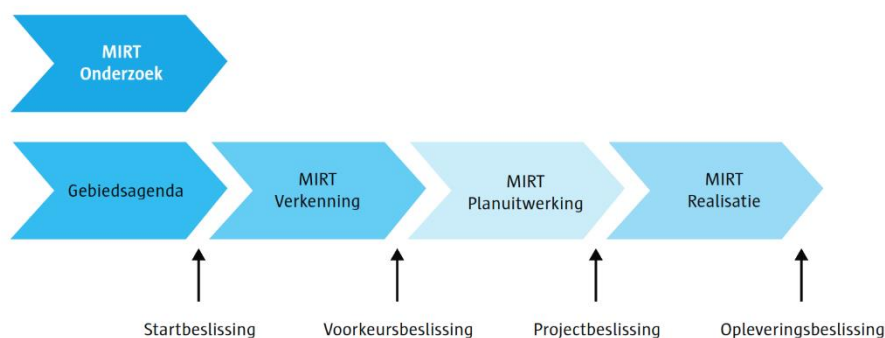 MIRT
Onderzoek
Gebiedsagenda
MIRT
Verkenning
MIRT
Planuitwerking
MIRT
Realisatie
Startbeslissing
Voorkeursbeslissing
Projectbeslissing
Opleveringsbeslissing